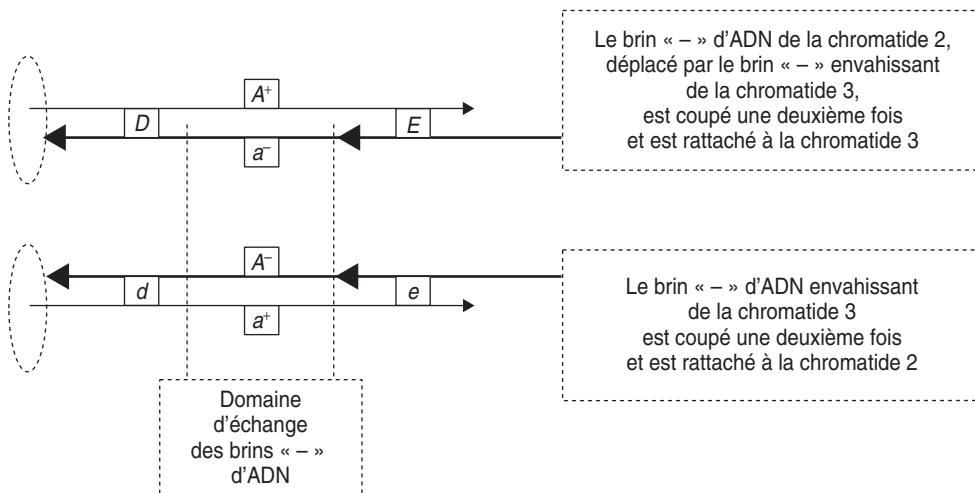 Le brin « – » d’ADN de la chromatide 2,
déplacé par le brin « – » envahissant
de la chromatide 3,
est coupé une deuxième fois
et est rattaché à la chromatide 3
A+
D
E
a–
A–
d
e
a+
Le brin « – » d’ADN envahissant
de la chromatide 3
est coupé une deuxième fois
et est rattaché à la chromatide 2
Domaine
d’échange
des brins « – »
d’ADN